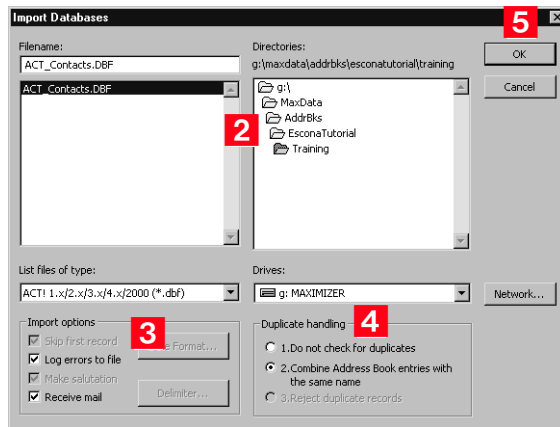 Import Databases
5
Filename:
ACT_Contacts.DBF
ACT_Contacts.DBF
Directories:
g:\maxdata\addrbks\esconatutorial\training
g:\
MaxData
2
AddrBks
EsconaTutorial
Training
OK
Cancel
List files of type:
ACT! 1.x/2.x/3.x/4.x/2000 (*.dbf)
Drives:
g: MAXIMIZER
Network...
Import options
3
Skip first record
Format...
Log errors to file
Make salutation
Delimiter...
Receive mail
Duplicate handling
4
1.Do not check for duplicates
2.Combine Address Book entries with
the same name
3.Reject duplicate records